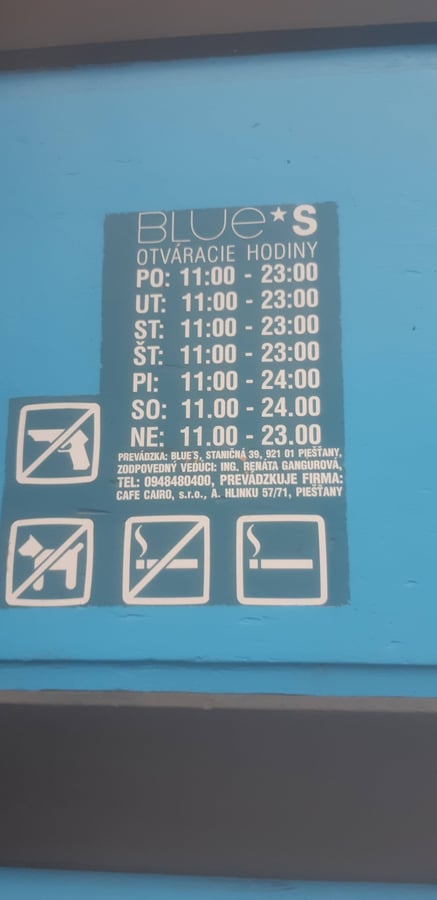 BLUe★S
OTVÁRACIE HODINY
PO: 11:00 - 23:00
UT: 11:00 - 23:00
ST: 11:00 - 23:00
ŠT: 11:00 - 23:00
PI: 11:00 - 24:00
SO: 11.00 - 24.00
NE: 11.00 - 23.00
PREVÁDZKA: BLUE'S, STANIČNÁ 39, 921 01 PIEŠŤANY,
ZODPOVEDNÝ VEDÚCI: ING. RENÁTA GANGUROVÁ,
TEL: 0948480400, PREVÁDZKUJE FIRMA:
CAFE CAIRO, s.r.o., A. HLINKU 57/71, PIEŠŤANY